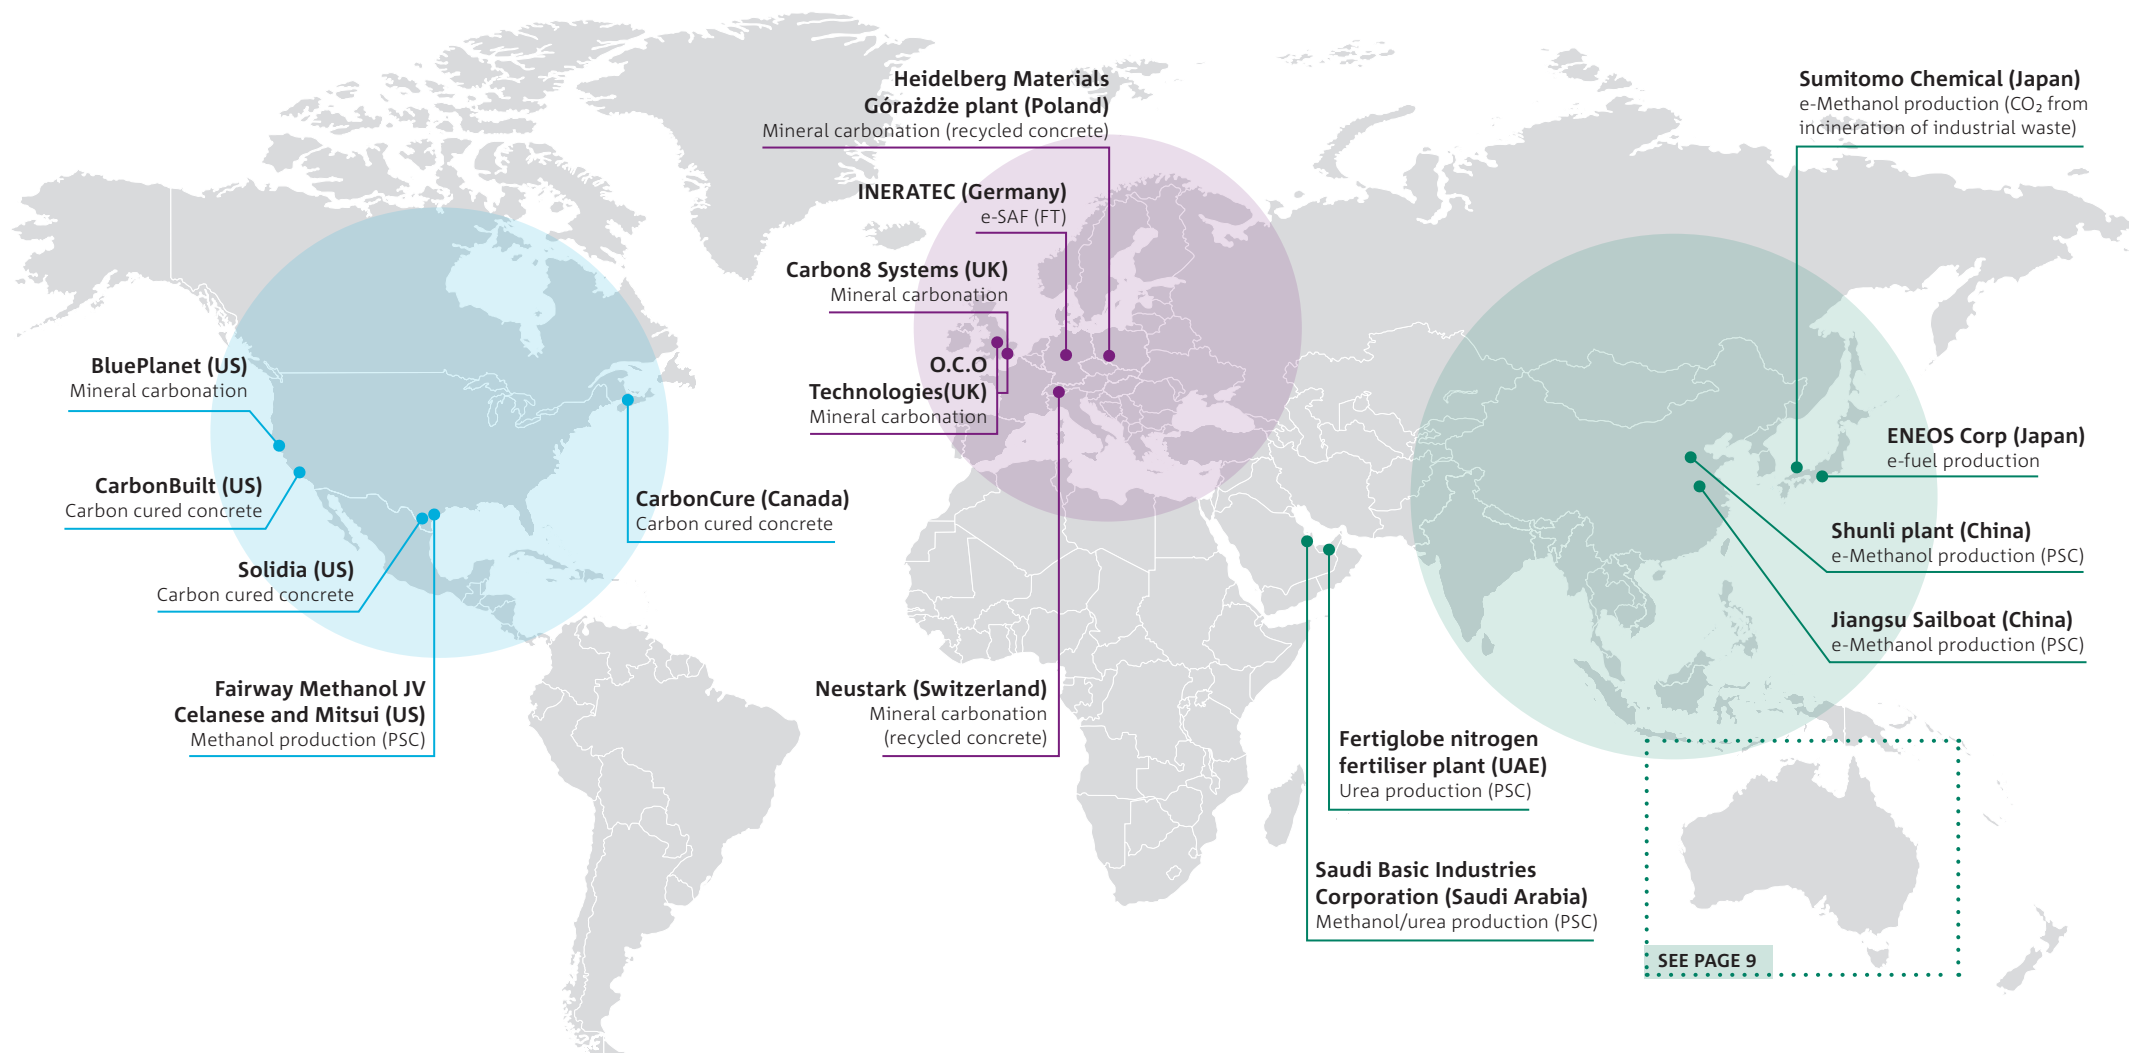 Heidelberg Materials
Górażdże plant (Poland)
Mineral carbonation (recycled concrete)
INERATEC (Germany)
e-SAF (FT)
Carbon8 Systems (UK)
Mineral carbonation
O.C.O
Technologies(UK)
Mineral carbonation
Neustark (Switzerland)
Mineral carbonation
(recycled concrete)
BluePlanet (US)
Mineral carbonation
CarbonBuilt (US)
Carbon cured concrete
Solidia (US)
Carbon cured concrete
Fairway Methanol JV
Celanese and Mitsui (US)
Methanol production (PSC)
CarbonCure (Canada)
Carbon cured concrete
Sumitomo Chemical (Japan)
e-Methanol production (CO₂ from
incineration of industrial waste)
ENEOS Corp (Japan)
e-fuel production
Shunli plant (China)
e-Methanol production (PSC)
Jiangsu Sailboat (China)
e-Methanol production (PSC)
Fertiglobe nitrogen
fertiliser plant (UAE)
Urea production (PSC)
Saudi Basic Industries
Corporation (Saudi Arabia)
Methanol/urea production (PSC)
SEE PAGE 9